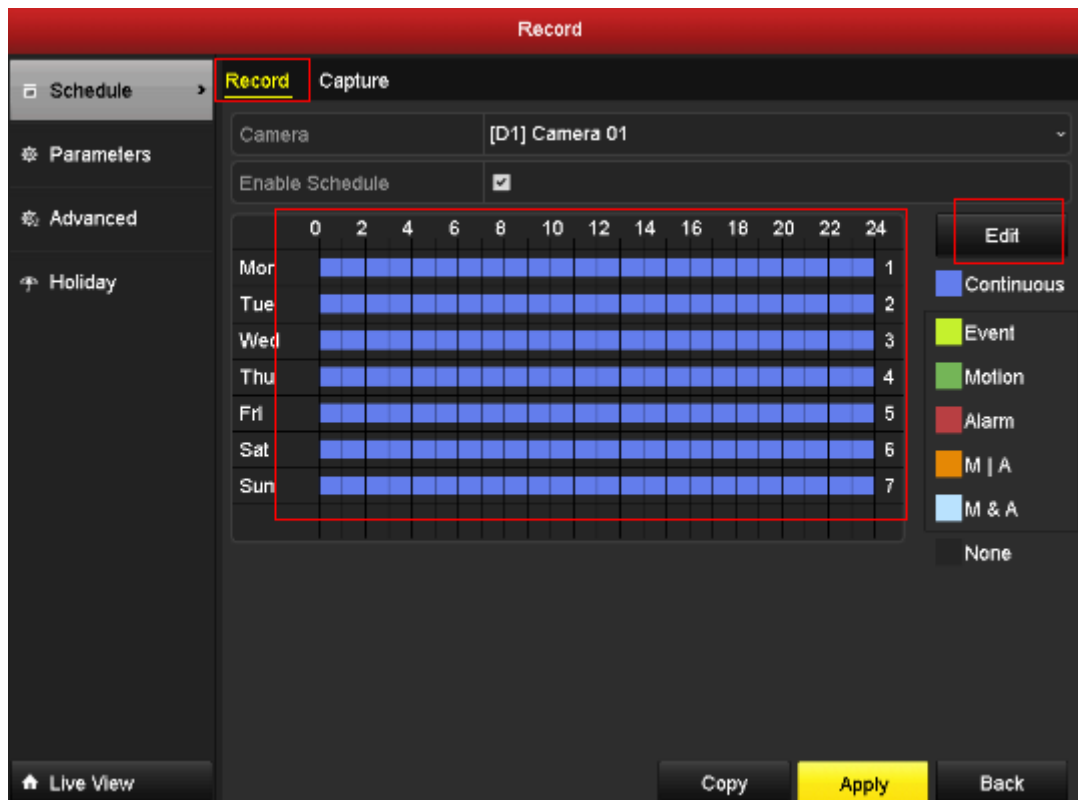 Record
Schedule
Parameters
Advanced
Holiday
Live View
Record Capture
Camera [D1] Camera 01
Enable Schedule
0 2 4 6 8 10 12 14 16 18 20 22 24
Mon 1
Tue 2
Wed 3
Thu 4
Fri 5
Sat 6
Sun 7
Edit
Continuous
Event
Motion
Alarm
M | A
M & A
None
Copy Apply Back